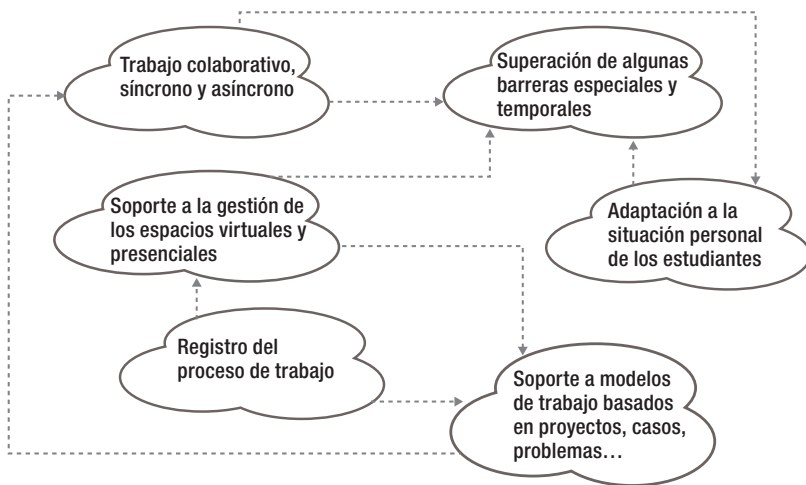 Trabajo colaborativo,
síncrono y asíncrono
Superación de algunas
barreras especiales y
temporales
Soporte a la gestión de
los espacios virtuales y
presenciales
Adaptación a la
situación personal
de los estudiantes
Registro del
proceso de trabajo
Soporte a modelos
de trabajo basados
en proyectos, casos,
problemas…